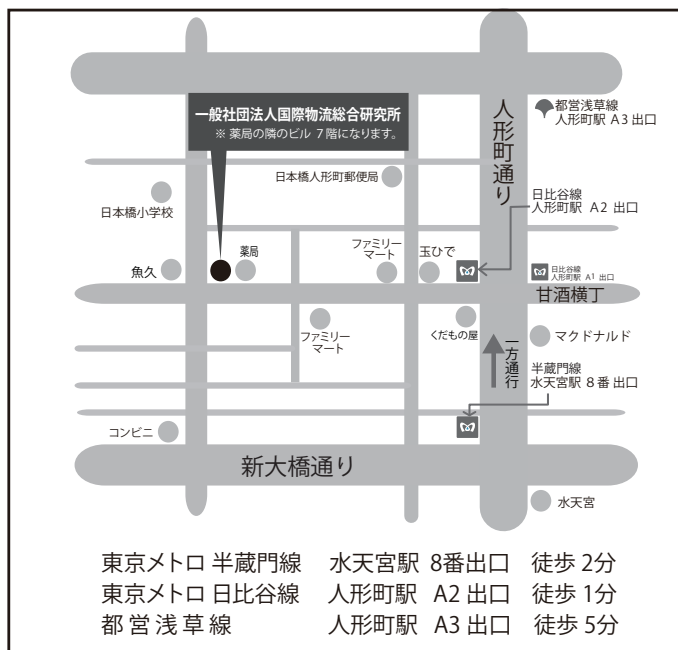 一般社団法人国際物流総合研究所
※ 薬局の隣のビル 7階になります。
人形町通り
都営浅草線
人形町駅 A3 出口
日本橋人形町郵便局
日本橋小学校
日比谷線
人形町駅 A2 出口
魚久
薬局
ファミリー
マート
玉ひで
日比谷線
人形町駅 A1 出口
甘酒横丁
ファミリー
マート
くだもの屋
一方通行
マクドナルド
半蔵門線
水天宮駅 8番 出口
コンビニ
新大橋通り
水天宮
東京メトロ 半蔵門線 水天宮駅 8番出口 徒歩 2分
東京メトロ 日比谷線 人形町駅 A2 出口 徒歩 1分
都営浅草線 人形町駅 A3 出口 徒歩 5分